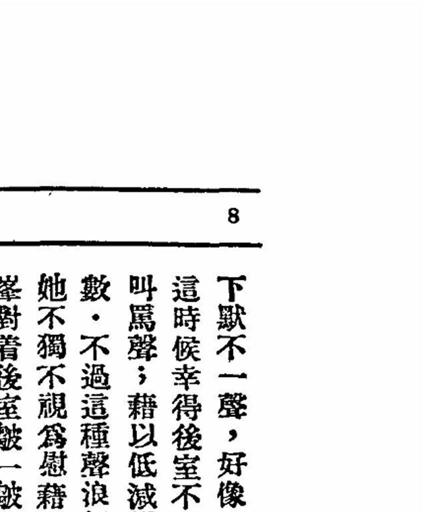 8
下默不一聲，好像
這時候幸得後室不
叫罵聲；藉以低減
數·不過這種聲浪
她不獨不視爲慰藉
峯對着後室皺一皺